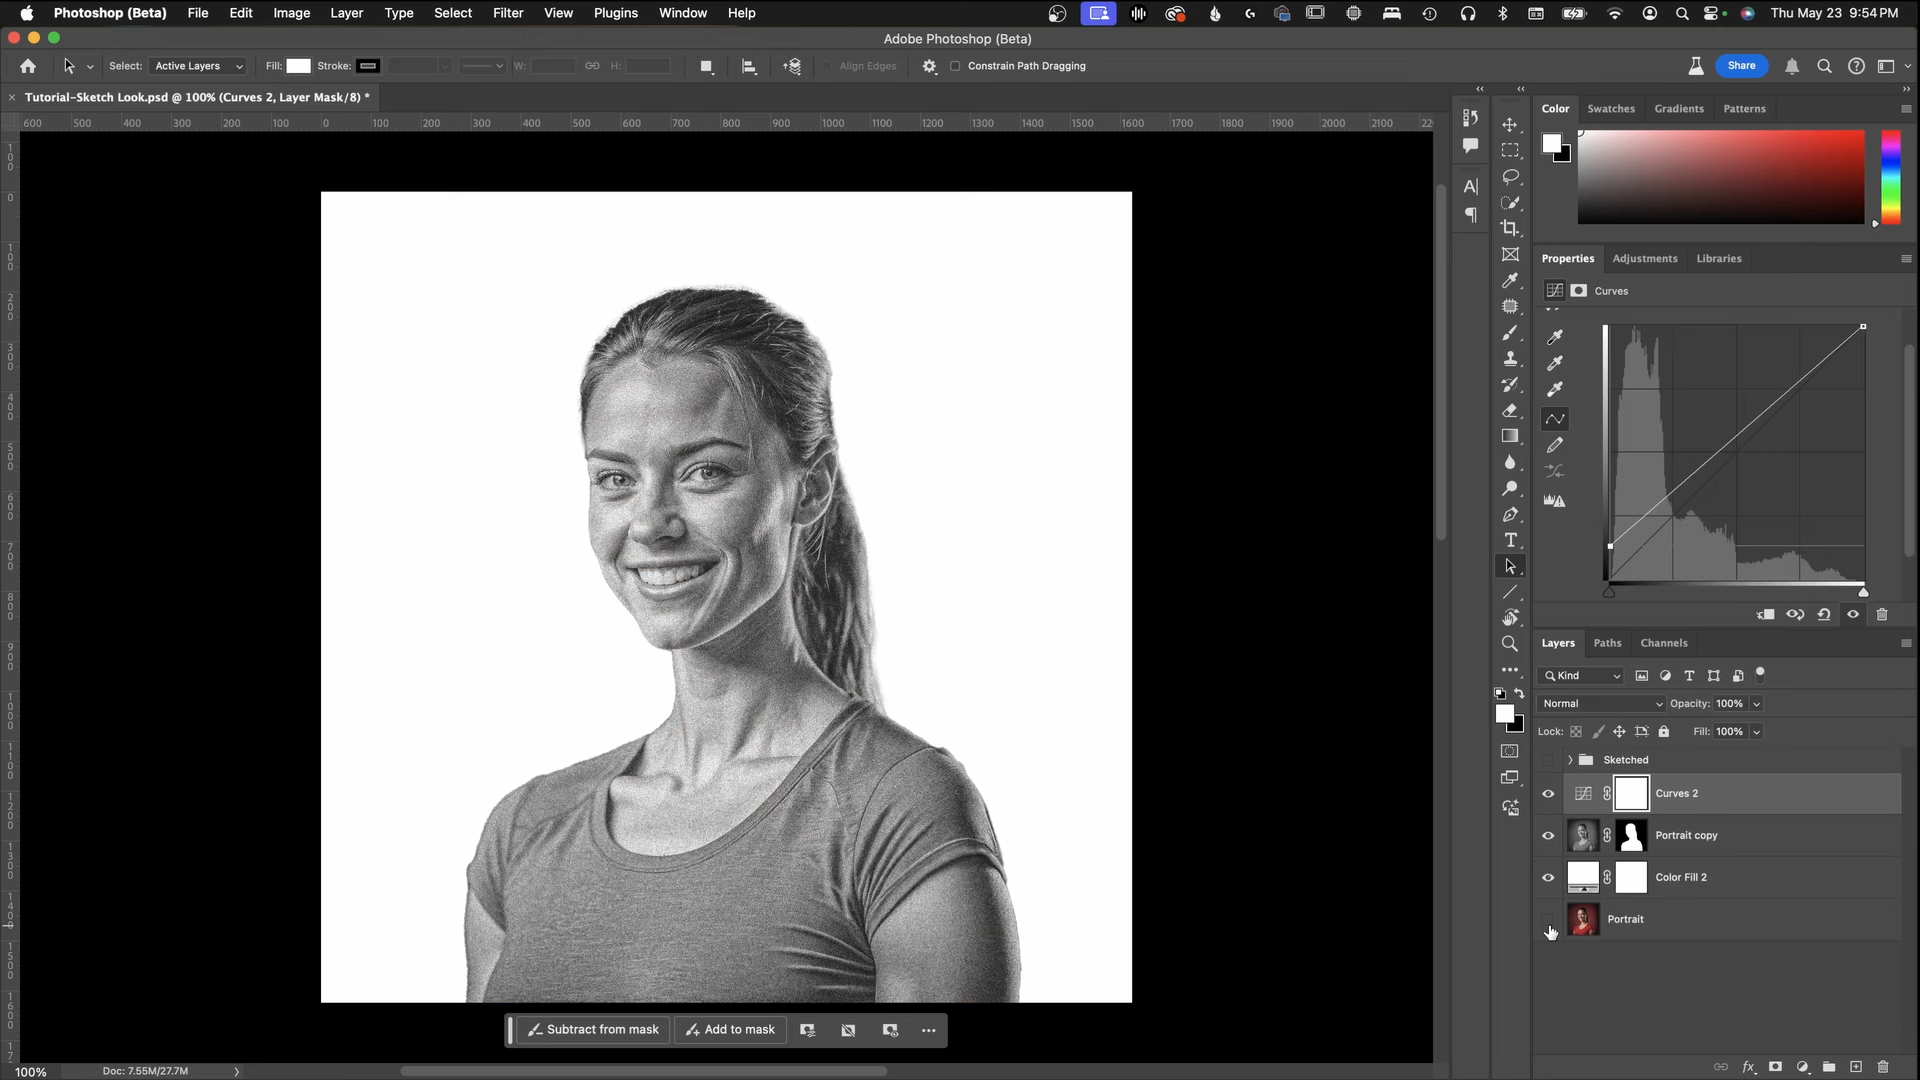 Photoshop (Beta) File Edit Image Layer Type Select Filter View Plugins Window Help Thu May 23 9:54 PM
Adobe Photoshop (Beta)
Select: Active Layers Fill: Stroke: W: H: Align Edges Constrain Path Dragging Share
Tutorial-Sketch Look.psd @ 100% (Curves 2, Layer Mask/8) *
600 500 400 300 200 100 0 100 200 300 400 500 600 700 800 900 1000 1100 1200 1300 1400 1500 1600 1700 1800 1900 2000 2100
Color Swatches Gradients Patterns
Properties Adjustments Libraries
Curves
Layers Paths Channels
Kind
Normal Opacity: 100%
Lock: Fill: 100%
Sketched
Curves 2
Portrait copy
Color Fill 2
Portrait
Subtract from mask Add to mask
100% Doc: 7.55M/27.7M